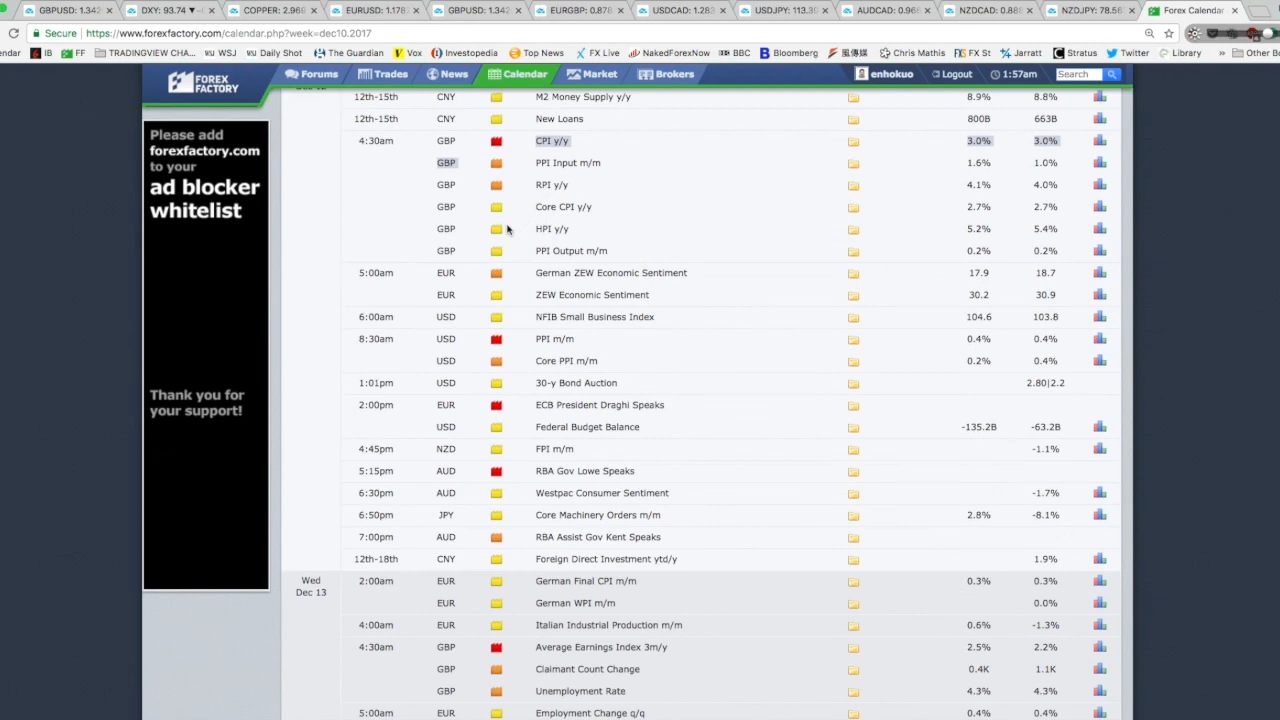 GBPUSD: 1.342 DXY: 93.74 ▼ COPPER: 2.969 EURUSD: 1.178 GBPUSD: 1.342 EURGBP: 0.878 USDCAD: 1.283 USDJPY: 113.38 AUDCAD: 0.966 NZDCAD: 0.888 NZDJPY: 78.56 Forex Calendar
Secure https://www.forexfactory.com/calendar.php?week=dec10.2017
endar IB FF TRADINGVIEW CHA... WSJ Daily Shot The Guardian Vox Investopedia Top News FX Live NakedForexNow BBC Bloomberg 風傳媒 Chris Mathis FX St Jarratt Stratus Twitter Library » Other Bo
FOREX FACTORY Forums Trades News Calendar Market Brokers enhokuo Logout 1:57am Search
Please add
forexfactory.com
to your
ad blocker
whitelist
Thank you for
your support!
12th-15th CNY M2 Money Supply y/y 8.9% 8.8%
12th-15th CNY New Loans 800B 663B
4:30am GBP CPI y/y 3.0% 3.0%
GBP PPI Input m/m 1.6% 1.0%
GBP RPI y/y 4.1% 4.0%
GBP Core CPI y/y 2.7% 2.7%
GBP HPI y/y 5.2% 5.4%
GBP PPI Output m/m 0.2% 0.2%
5:00am EUR German ZEW Economic Sentiment 17.9 18.7
EUR ZEW Economic Sentiment 30.2 30.9
6:00am USD NFIB Small Business Index 104.6 103.8
8:30am USD PPI m/m 0.4% 0.4%
USD Core PPI m/m 0.2% 0.4%
1:01pm USD 30-y Bond Auction 2.80|2.2
2:00pm EUR ECB President Draghi Speaks
USD Federal Budget Balance -135.2B -63.2B
4:45pm NZD FPI m/m -1.1%
5:15pm AUD RBA Gov Lowe Speaks
6:30pm AUD Westpac Consumer Sentiment -1.7%
6:50pm JPY Core Machinery Orders m/m 2.8% -8.1%
7:00pm AUD RBA Assist Gov Kent Speaks
12th-18th CNY Foreign Direct Investment ytd/y 1.9%
Wed
Dec 13 2:00am EUR German Final CPI m/m 0.3% 0.3%
EUR German WPI m/m 0.0%
4:00am EUR Italian Industrial Production m/m 0.6% -1.3%
4:30am GBP Average Earnings Index 3m/y 2.5% 2.2%
GBP Claimant Count Change 0.4K 1.1K
GBP Unemployment Rate 4.3% 4.3%
5:00am EUR Employment Change q/q 0.4% 0.4%